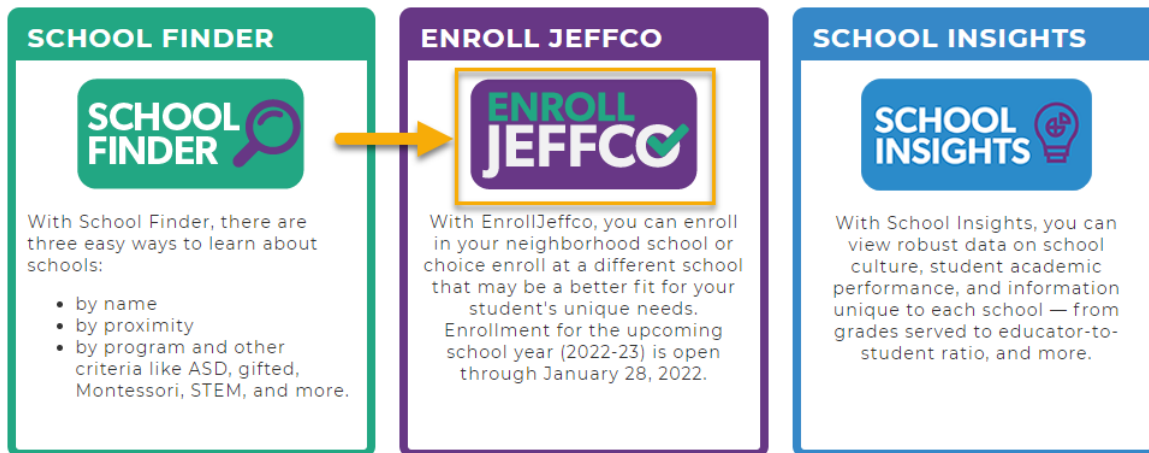 SCHOOL FINDER
SCHOOL
FINDER
With School Finder, there are
three easy ways to learn about
schools:
• by name
• by proximity
• by program and other
criteria like ASD, gifted,
Montessori, STEM, and more.
ENROLL JEFFCO
ENROLL
JEFFCO
With EnrollJeffco, you can enroll
in your neighborhood school or
choice enroll at a different school
that may be a better fit for your
student's unique needs.
Enrollment for the upcoming
school year (2022-23) is open
through January 28, 2022.
SCHOOL INSIGHTS
SCHOOL
INSIGHTS
With School Insights, you can
view robust data on school
culture, student academic
performance, and information
unique to each school — from
grades served to educator-to-
student ratio, and more.